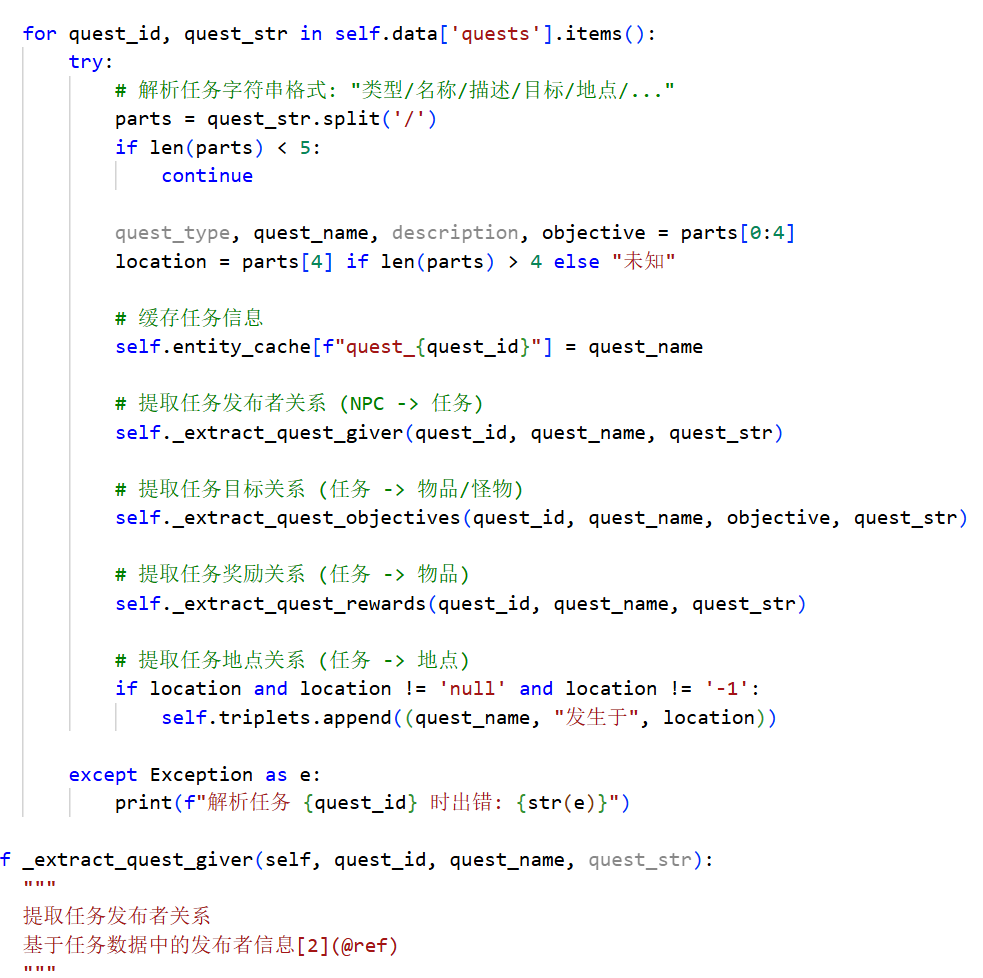 for quest_id, quest_str in self.data['quests'].items():
try:
# 解析任务字符串格式: "类型/名称/描述/目标/地点/..."
parts = quest_str.split('/')
if len(parts) < 5:
continue
quest_type, quest_name, description, objective = parts[0:4]
location = parts[4] if len(parts) > 4 else "未知"
# 缓存任务信息
self.entity_cache[f"quest_{quest_id}"] = quest_name
# 提取任务发布者关系 (NPC -> 任务)
self._extract_quest_giver(quest_id, quest_name, quest_str)
# 提取任务目标关系 (任务 -> 物品/怪物)
self._extract_quest_objectives(quest_id, quest_name, objective, quest_str)
# 提取任务奖励关系 (任务 -> 物品)
self._extract_quest_rewards(quest_id, quest_name, quest_str)
# 提取任务地点关系 (任务 -> 地点)
if location and location != 'null' and location != '-1':
self.triplets.append((quest_name, "发生于", location))
except Exception as e:
print(f"解析任务 {quest_id} 时出错: {str(e)}")
f _extract_quest_giver(self, quest_id, quest_name, quest_str):
"""
提取任务发布者关系
基于任务数据中的发布者信息[2](@ref)
"""